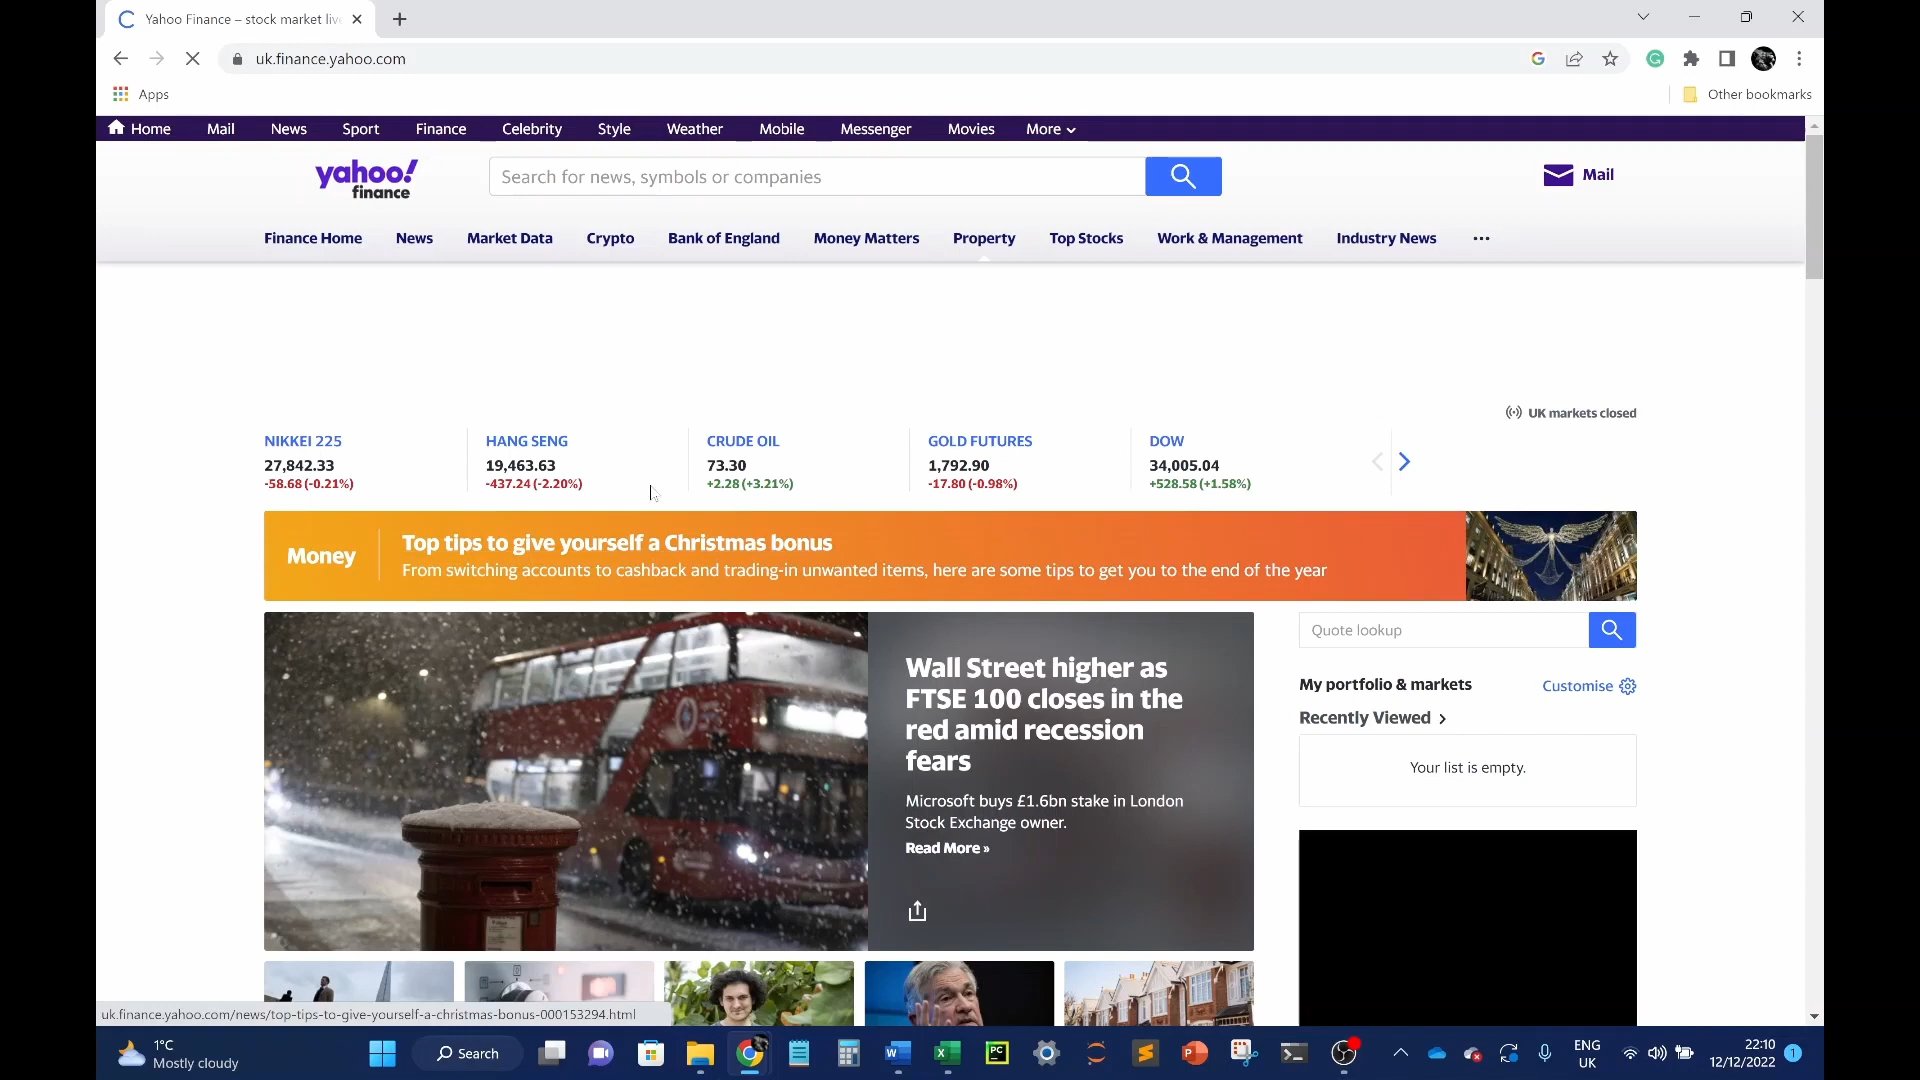 Yahoo Finance – stock market liv
uk.finance.yahoo.com
Apps
Other bookmarks
Home Mail News Sport Finance Celebrity Style Weather Mobile Messenger Movies More
yahoo!
finance
Search for news, symbols or companies
Mail
Finance Home News Market Data Crypto Bank of England Money Matters Property Top Stocks Work & Management Industry News ...
UK markets closed
NIKKEI 225
27,842.33
-58.68 (-0.21%)
HANG SENG
19,463.63
-437.24 (-2.20%)
CRUDE OIL
73.30
+2.28 (+3.21%)
GOLD FUTURES
1,792.90
-17.80 (-0.98%)
DOW
34,005.04
+528.58 (+1.58%)
Money
Top tips to give yourself a Christmas bonus
From switching accounts to cashback and trading-in unwanted items, here are some tips to get you to the end of the year
Wall Street higher as
FTSE 100 closes in the
red amid recession
fears
Microsoft buys £1.6bn stake in London
Stock Exchange owner.
Read More »
Quote lookup
My portfolio & markets
Customise
Recently Viewed
Your list is empty.
uk.finance.yahoo.com/news/top-tips-to-give-yourself-a-christmas-bonus-000153294.html
1°C
Mostly cloudy
Search
W
X
PC
P
ENG
UK
22:10
12/12/2022
1